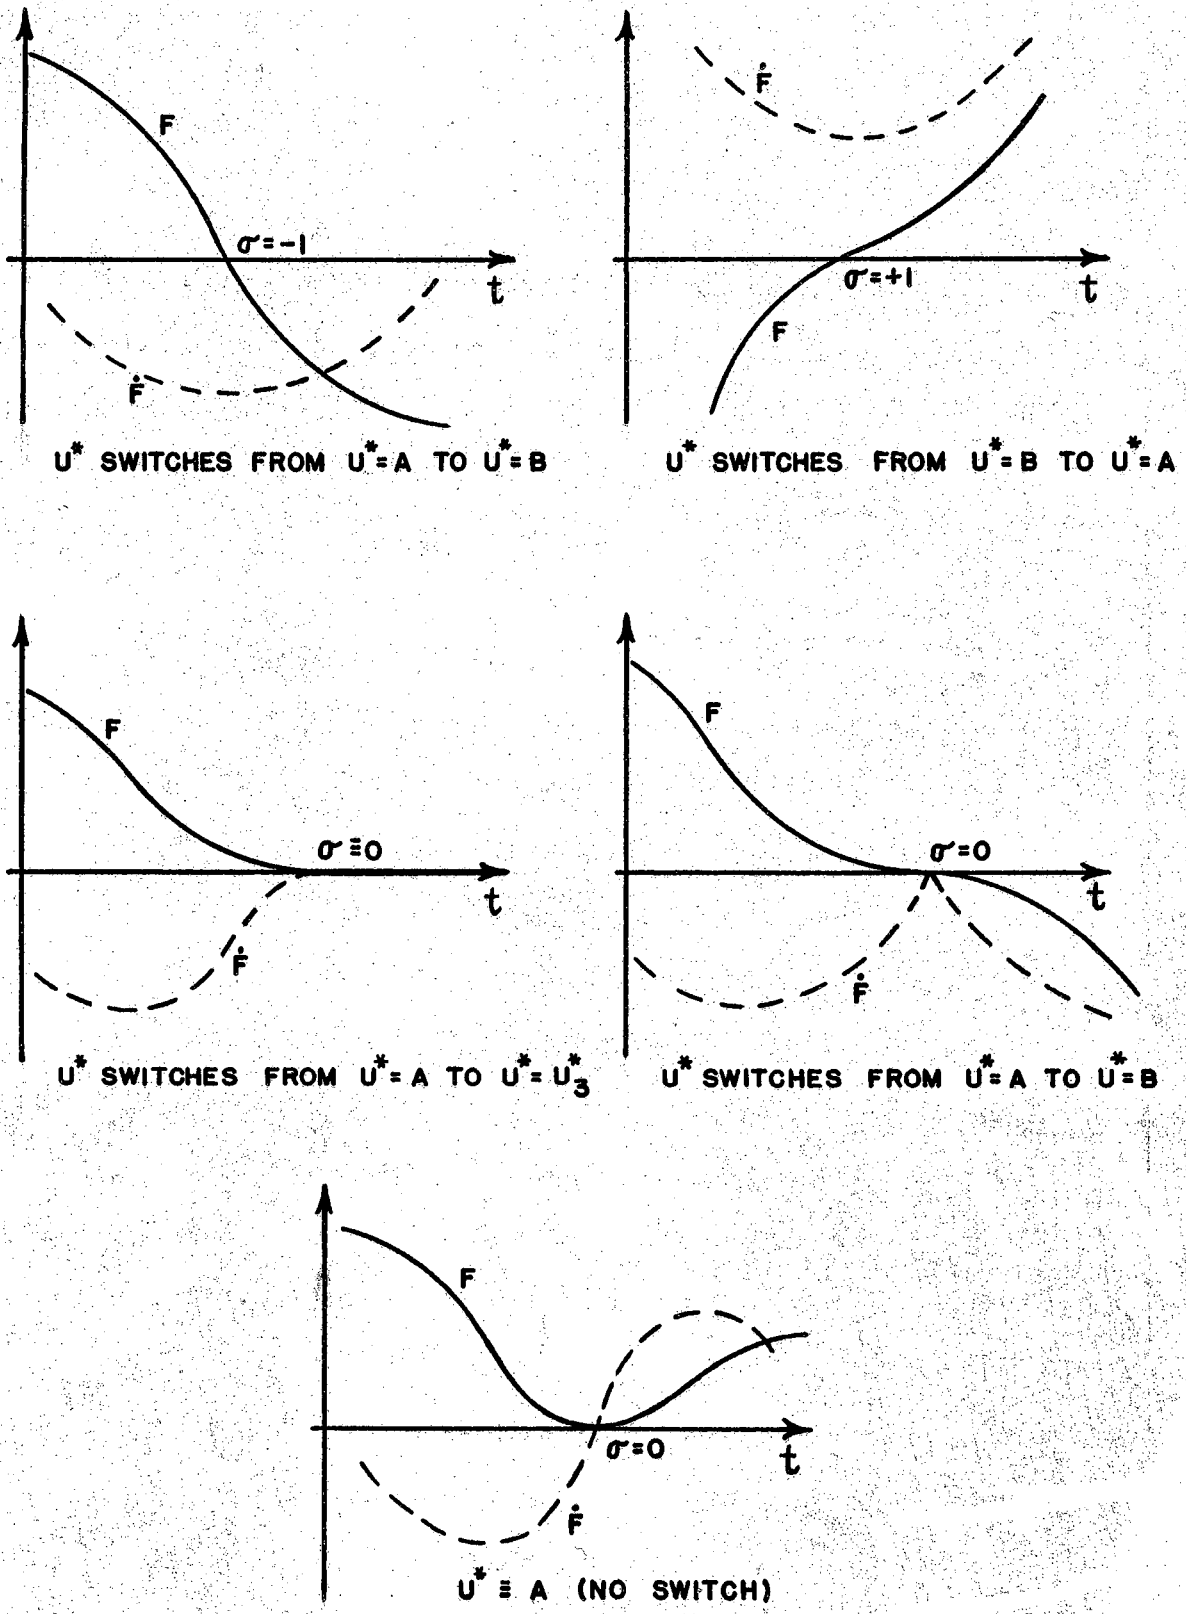 F
σ=-1
t
Ḟ
U*  SWITCHES  FROM  U*=A  TO  U*=B
Ḟ
σ=+1
t
F
U*  SWITCHES  FROM  U*=B  TO  U*=A
F
σ≡0
t
Ḟ
U*  SWITCHES  FROM  U*=A  TO  U*=U₃*
F
σ=0
t
Ḟ
U* SWITCHES  FROM  U*=A  TO  U*=B
F
σ=0
t
Ḟ
U* ≡ A  (NO  SWITCH)